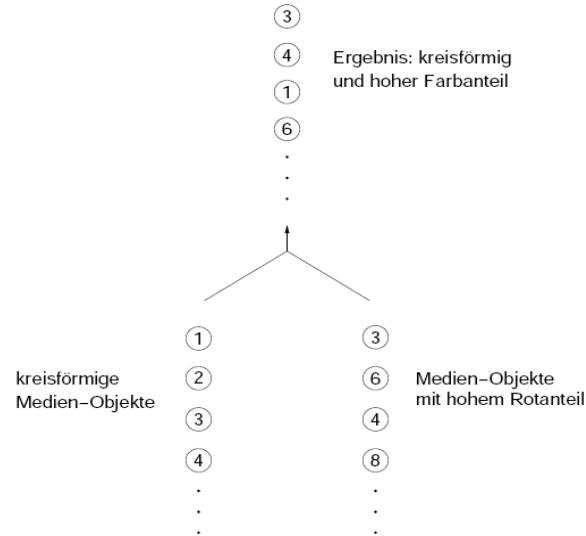 3
4
1
6
Ergebnis: kreisförmig
und hoher Farbanteil
1
2
3
4
kreisförmige
Medien-Objekte
3
6
4
8
Medien-Objekte
mit hohem Rotanteil